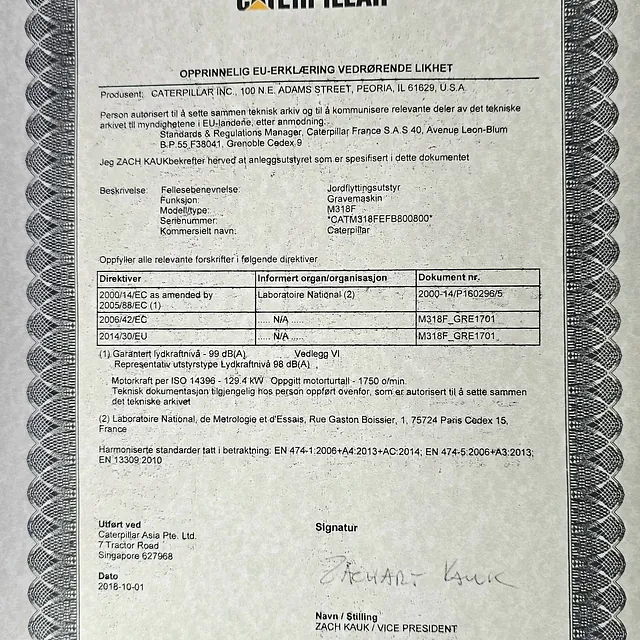 CATERPILLAR
OPPRINNELIG EU-ERKLÆRING VEDRØRENDE LIKHET
Produsent: CATERPILLAR INC., 100 N.E. ADAMS STREET, PEORIA, IL 61629, U.S.A.
Person autorisert til å sette sammen teknisk arkiv og til å kommunisere relevante deler av det tekniske
arkivet til myndighetene i EU-landene, etter anmodning.
Standards & Regulations Manager, Caterpillar France S.A.S 40, Avenue Leon-Blum
B.P 55 F38041, Grenoble Cedex 9
Jeg ZACH KAUKbekrefter herved at anleggsutstyret som er spesifisert i dette dokumentet
Beskrivelse: Fellesebenevnelse: Jordflyttingsutstyr
Funksjon: Gravemaskin
Modell/type: M318F
Serienummer: *CATM318FEFB800800*
Kommersielt navn: Caterpillar
Oppfyller alle relevante forskrifter i følgende direktiver
Direktiver Informert organ/organisasjon Dokument nr.
2000/14/EC as amended by Laboratoire National (2) 2000-14/P160296/5
2005/88/EC (1)
2006/42/EC ..... N/A ..... M318F_GRE1701
2014/30/EU ..... N/A ..... M318F_GRE1701
(1) Garantert lydkraftnivå - 99 dB(A) Vedlegg VI
Representativ utstyrstype Lydkraftnivå 98 dB(A)
Motorkraft per ISO 14396 - 129.4 kW Oppgitt motorturtall - 1750 o/min.
Teknisk dokumentasjon tilgjengelig hos person oppført ovenfor, som er autorisert til å sette sammen
det tekniske arkivet
(2) Laboratoire National, de Metrologie et d'Essais, Rue Gaston Boissier, 1, 75724 Paris Cedex 15,
France
Harmoniserte standarder tatt i betraktning: EN 474-1:2006+A4:2013+AC:2014; EN 474-5:2006+A3:2013;
EN 13309:2010
Utført ved
Caterpillar Asia Pte. Ltd.
7 Tractor Road
Singapore 627968
Dato
2018-10-01
Signatur
ZACHARY KAUK
Navn / Stilling
ZACH KAUK / VICE PRESIDENT